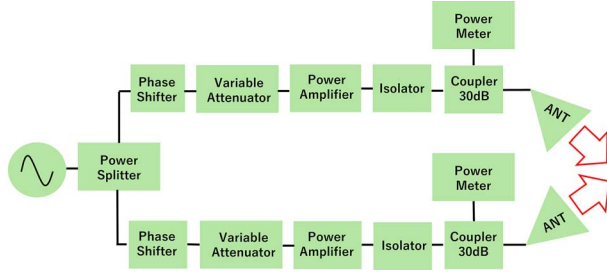 Power
Meter
Phase
Shifter
Variable
Attenuator
Power
Amplifier
Isolator
Coupler
30dB
ANT
Power
Splitter
Power
Meter
ANT
Phase
Shifter
Variable
Attenuator
Power
Amplifier
Isolator
Coupler
30dB